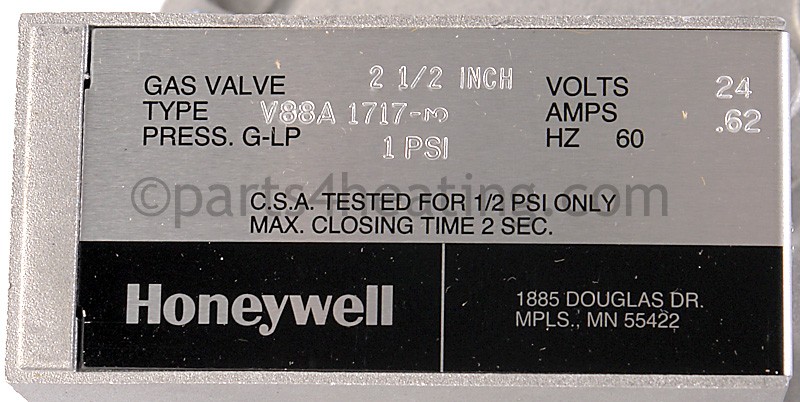 GAS VALVE 2 1/2 INCH VOLTS 24
TYPE V88A 1717-3 AMPS .62
PRESS. G-LP 1 PSI HZ 60
©parts4heating.com
C.S.A. TESTED FOR 1/2 PSI ONLY
MAX. CLOSING TIME 2 SEC.
Honeywell
1885 DOUGLAS DR.
MPLS., MN 55422